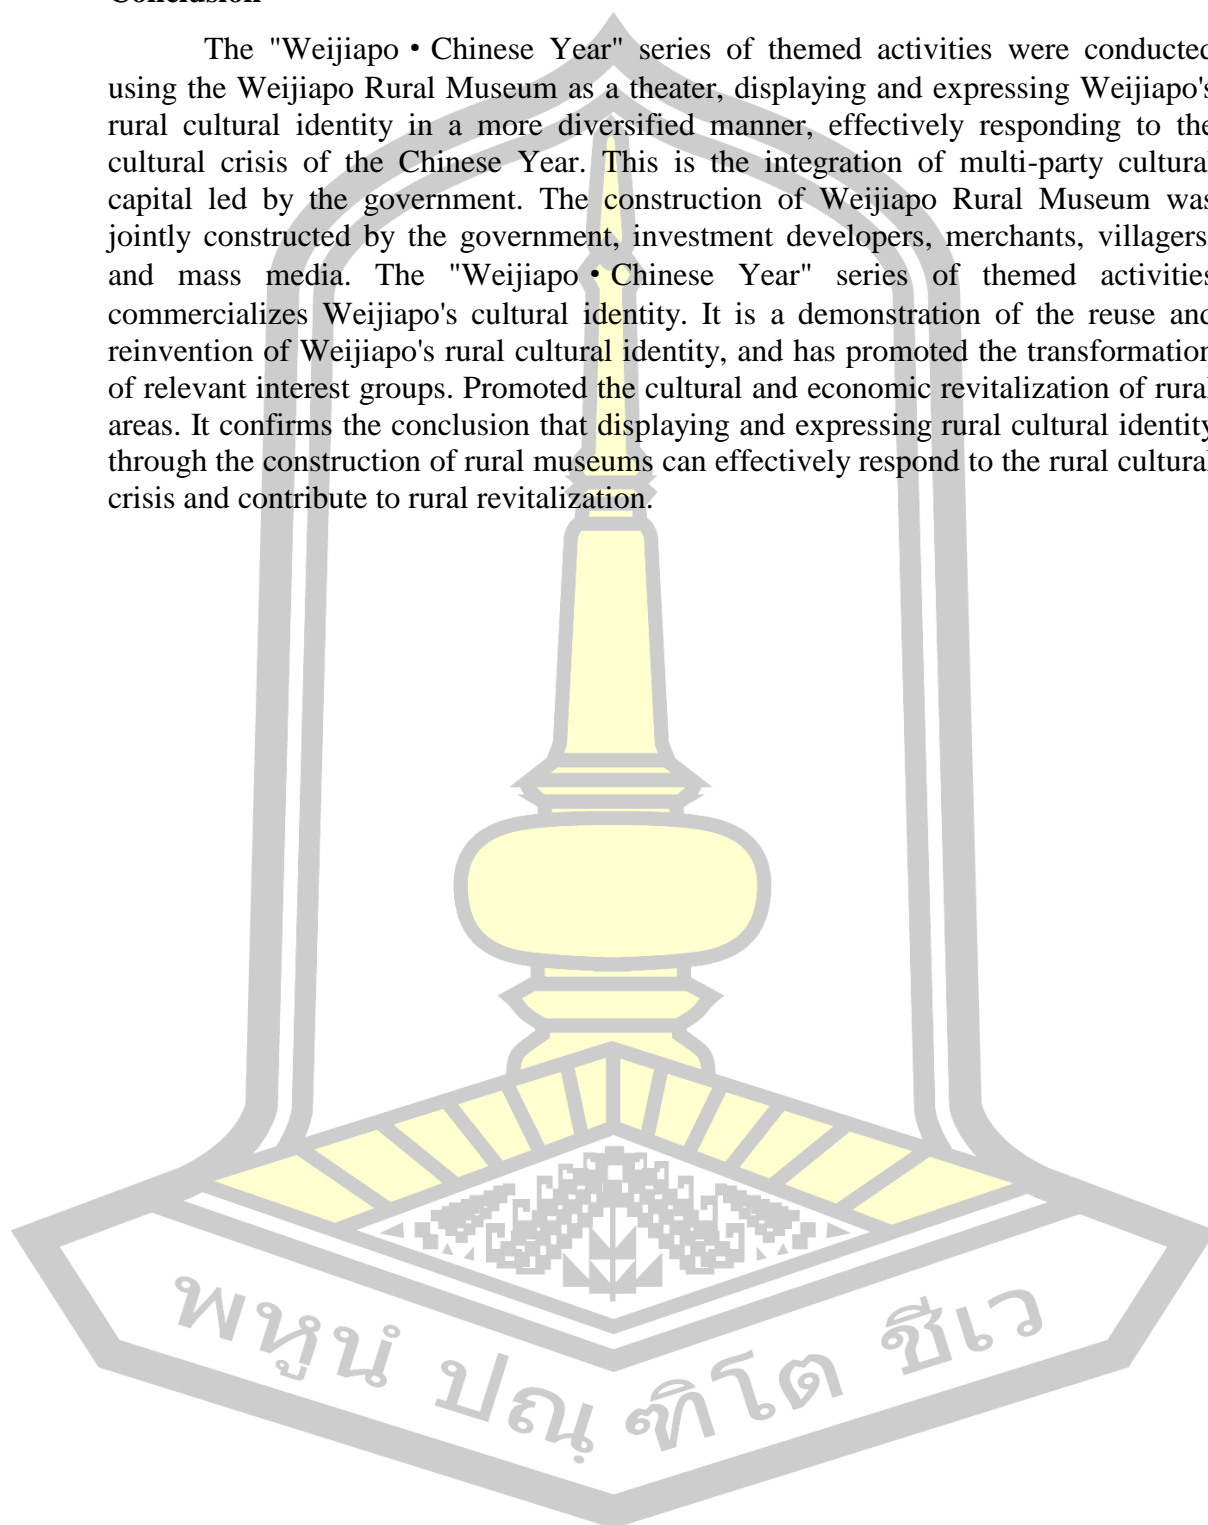 Conclusion
The "Weijiapo • Chinese Year" series of themed activities were conducted
using the Weijiapo Rural Museum as a theater, displaying and expressing Weijiapo's
rural cultural identity in a more diversified manner, effectively responding to the
cultural crisis of the Chinese Year. This is the integration of multi-party cultural
capital led by the government. The construction of Weijiapo Rural Museum was
jointly constructed by the government, investment developers, merchants, villagers
and mass media. The "Weijiapo • Chinese Year" series of themed activities
commercializes Weijiapo's cultural identity. It is a demonstration of the reuse and
reinvention of Weijiapo's rural cultural identity, and has promoted the transformation
of relevant interest groups. Promoted the cultural and economic revitalization of rural
areas. It confirms the conclusion that displaying and expressing rural cultural identity
through the construction of rural museums can effectively respond to the rural cultural
crisis and contribute to rural revitalization.
พหูนํ ปณฺฑิโต ชีเว